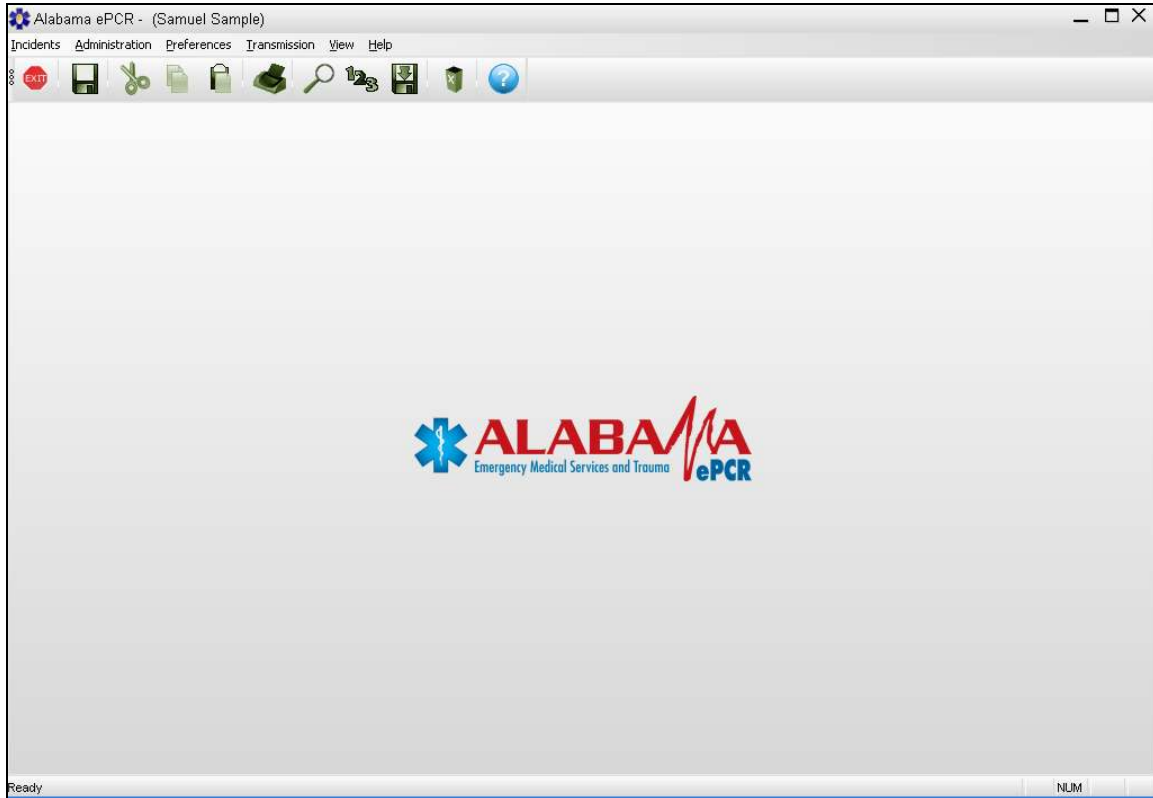 Alabama ePCR - (Samuel Sample)
Incidents Administration Preferences Transmission View Help
EXIT 123 X ?
ALABAMA
Emergency Medical Services and Trauma ePCR
Ready NUM